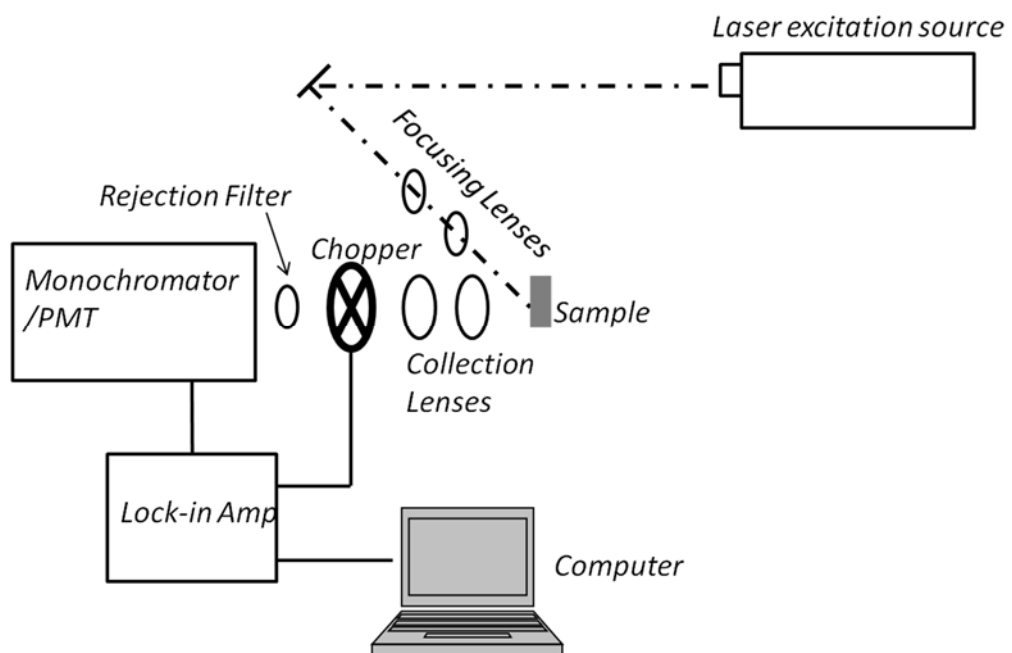 Laser excitation source
Focusing Lenses
Rejection Filter
Chopper
Monochromator
/PMT
Sample
Collection
Lenses
Lock-in Amp
Computer